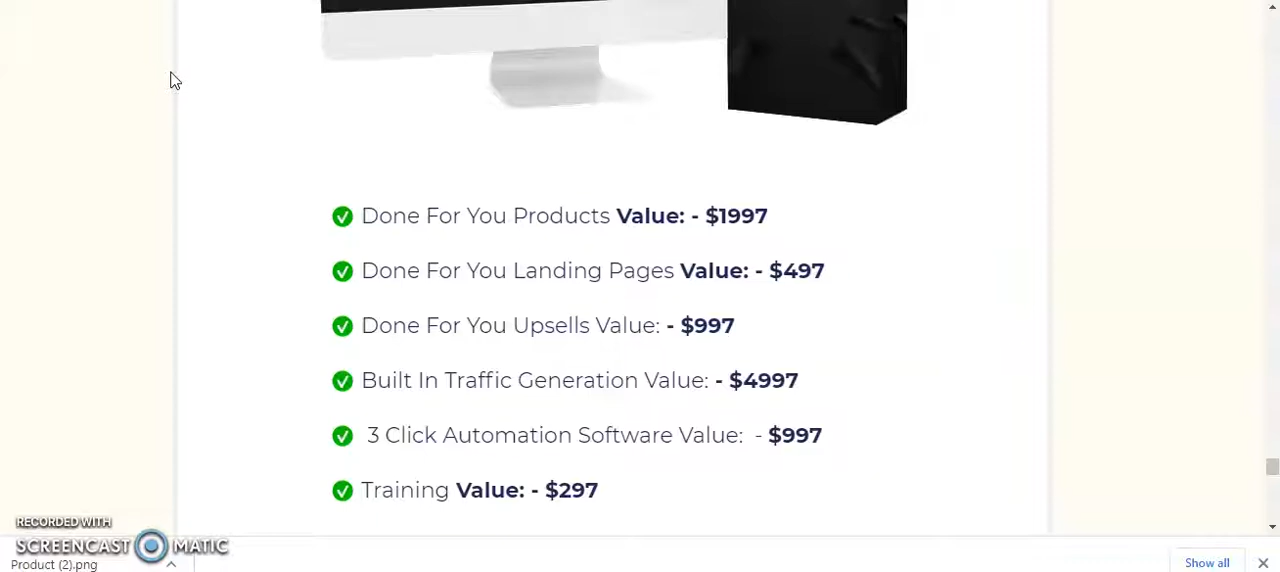 Done For You Products Value: - $1997
Done For You Landing Pages Value: - $497
Done For You Upsells Value: - $997
Built In Traffic Generation Value: - $4997
3 Click Automation Software Value: - $997
Training Value: - $297
RECORDED WITH
SCREENCAST MATIC
Product (2).png
Show all